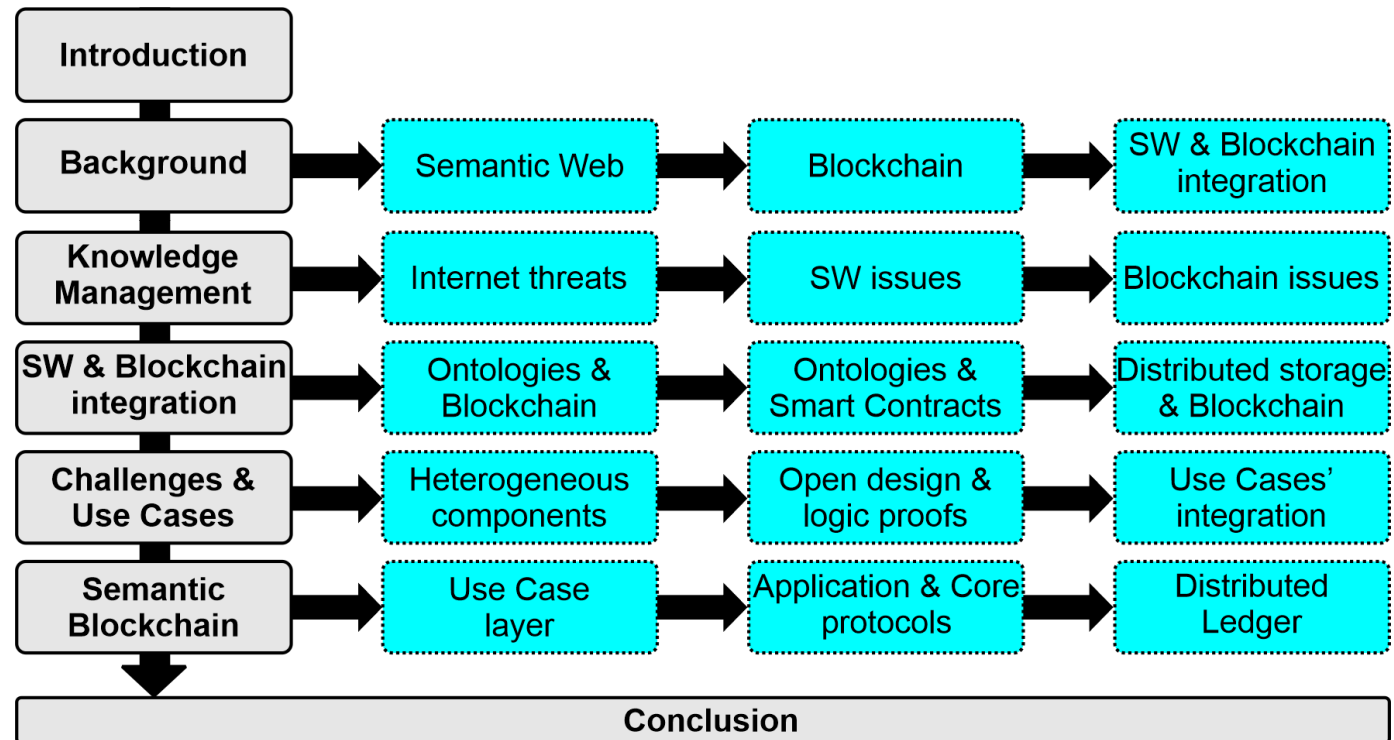 Introduction
Background
Semantic Web
Blockchain
SW & Blockchain
integration
Knowledge
Management
Internet threats
SW issues
Blockchain issues
SW & Blockchain
integration
Ontologies &
Blockchain
Ontologies &
Smart Contracts
Distributed storage
& Blockchain
Challenges &
Use Cases
Heterogeneous
components
Open design &
logic proofs
Use Cases’
integration
Semantic
Blockchain
Use Case
layer
Application & Core
protocols
Distributed
Ledger
Conclusion